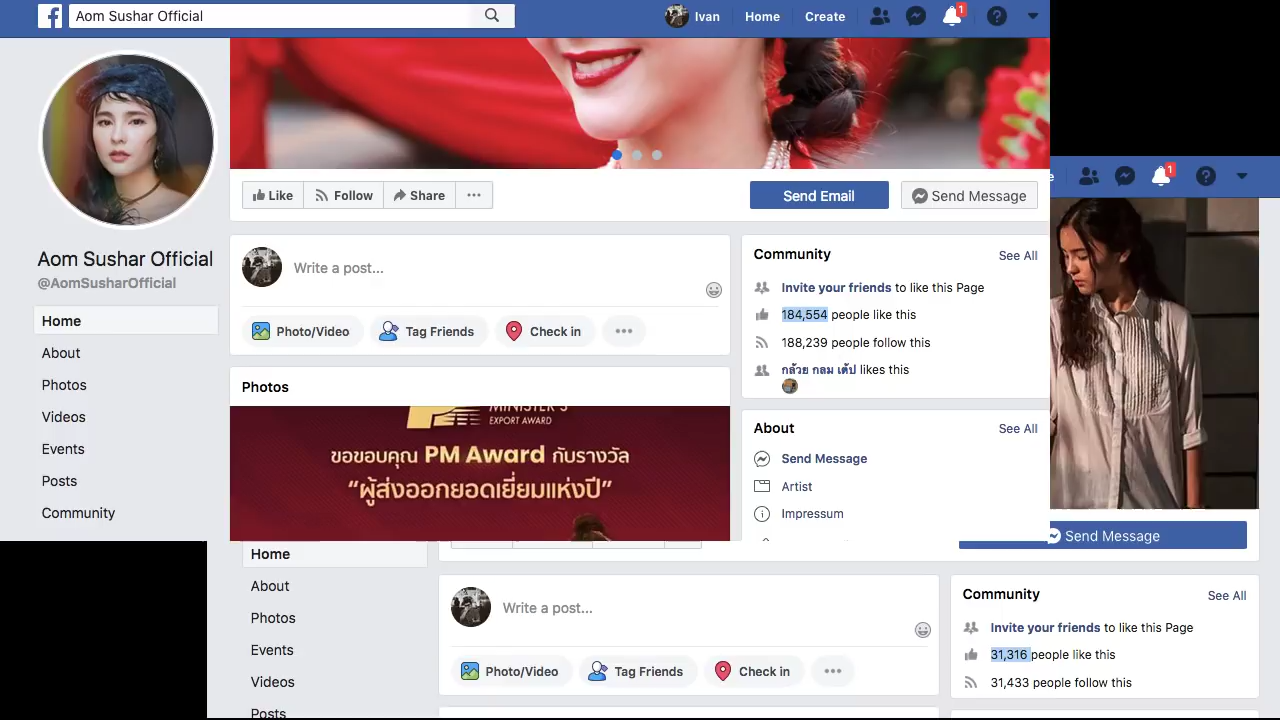 Aom Sushar Official
Ivan
Home
Create
1
Like
Follow
Share
Send Email
Send Message
Aom Sushar Official
@AomSusharOfficial
Home
About
Photos
Videos
Events
Posts
Community
Write a post...
Photo/Video
Tag Friends
Check in
Photos
MINISTER'S
EXPORT AWARD
ขอขอบคุณ PM Award กับรางวัล
“ผู้ส่งออกยอดเยี่ยมแห่งปี”
Community
See All
Invite your friends to like this Page
184,554 people like this
188,239 people follow this
กล้วย กลม เด้ป likes this
About
See All
Send Message
Artist
Impressum
1
Send Message
Home
About
Photos
Events
Videos
Posts
Write a post...
Photo/Video
Tag Friends
Check in
Community
See All
Invite your friends to like this Page
31,316 people like this
31,433 people follow this